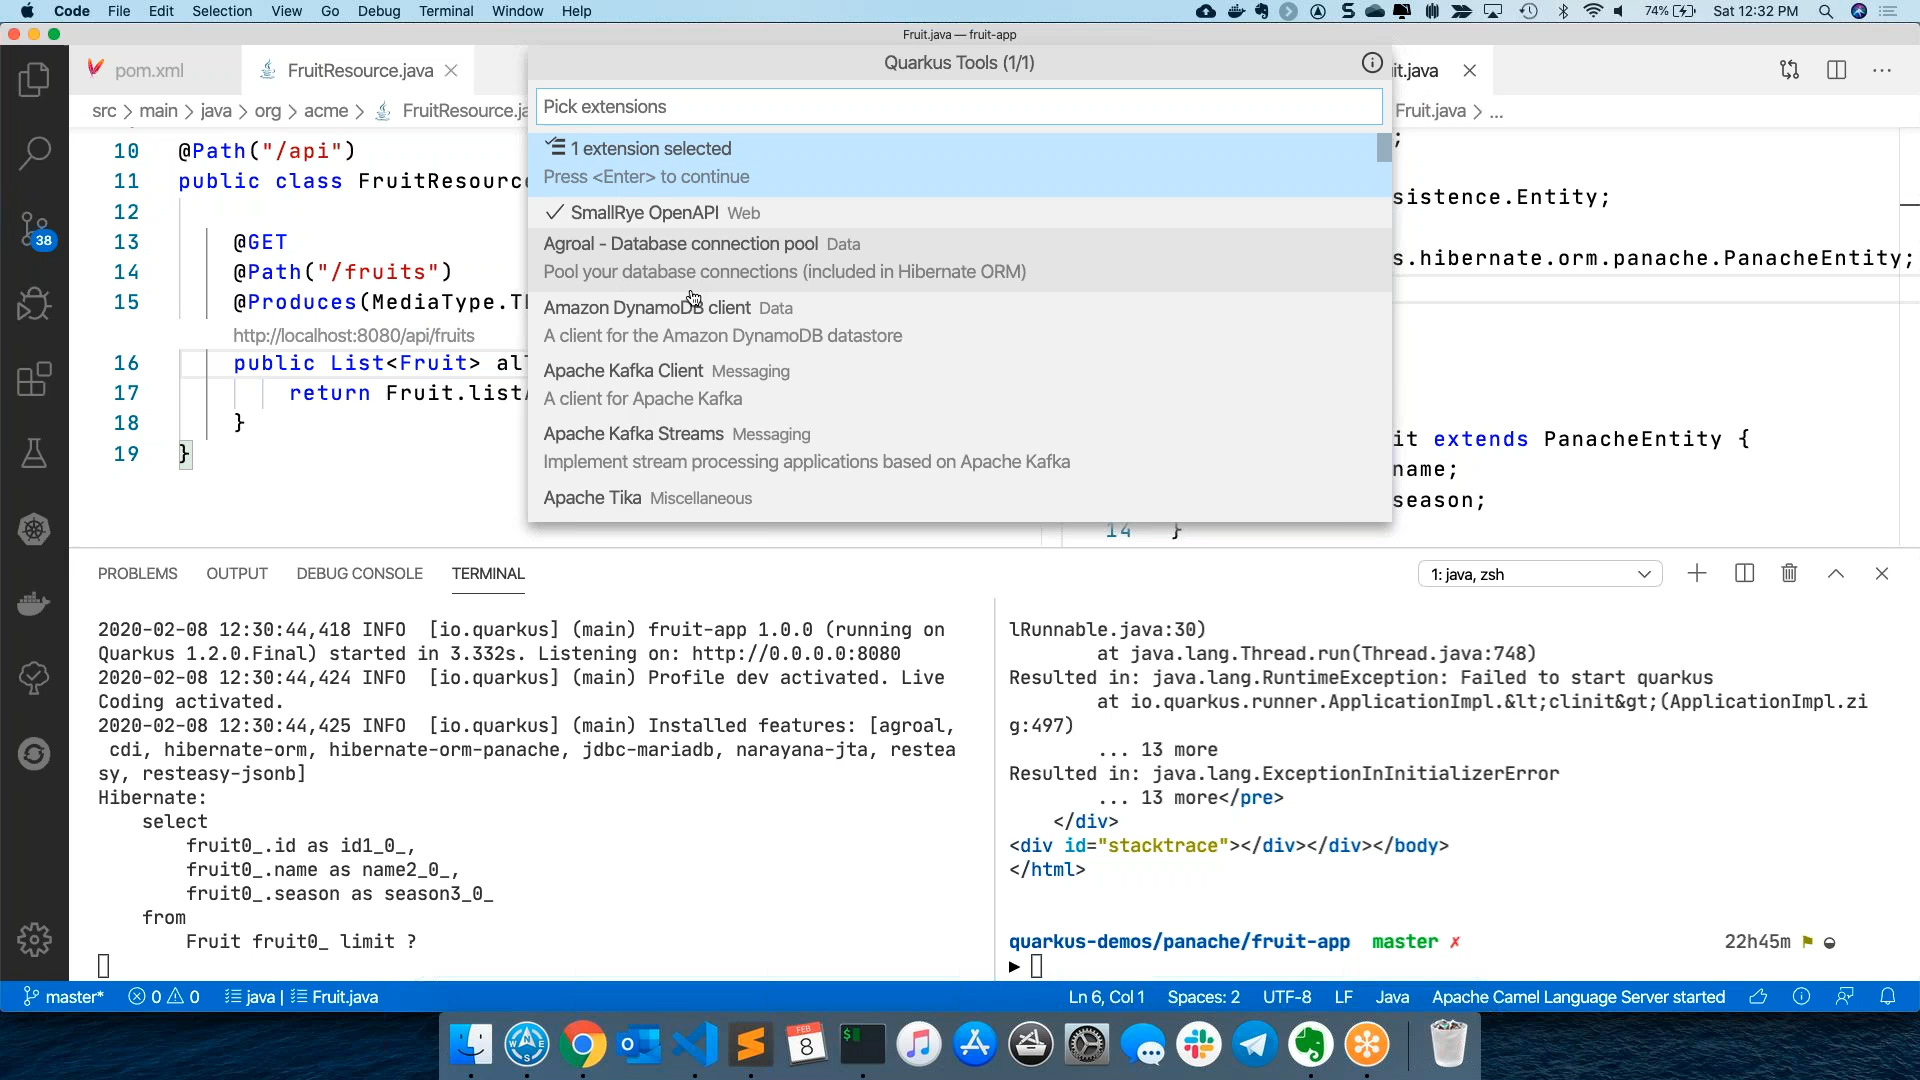 Code File Edit Selection View Go Debug Terminal Window Help
74% Sat 12:32 PM
Fruit.java — fruit-app
pom.xml
FruitResource.java
Quarkus Tools (1/1)
it.java
src > main > java > org > acme > FruitResource.ja
Pick extensions
Fruit.java > ...
1 extension selected
Press <Enter> to continue
SmallRye OpenAPI Web
Agroal - Database connection pool Data
Pool your database connections (included in Hibernate ORM)
Amazon DynamoDB client Data
A client for the Amazon DynamoDB datastore
Apache Kafka Client Messaging
A client for Apache Kafka
Apache Kafka Streams Messaging
Implement stream processing applications based on Apache Kafka
Apache Tika Miscellaneous
10 @Path("/api")
11 public class FruitResourc
12
13 @GET
14 @Path("/fruits")
15 @Produces(MediaType.T
http://localhost:8080/api/fruits
16 public List<Fruit> al
17 return Fruit.list
18 }
19 }
;
sistence.Entity;
s.hibernate.orm.panache.PanacheEntity;
it extends PanacheEntity {
name;
season;
14 }
38
PROBLEMS OUTPUT DEBUG CONSOLE TERMINAL
1: java, zsh
2020-02-08 12:30:44,418 INFO [io.quarkus] (main) fruit-app 1.0.0 (running on
Quarkus 1.2.0.Final) started in 3.332s. Listening on: http://0.0.0.0:8080
2020-02-08 12:30:44,424 INFO [io.quarkus] (main) Profile dev activated. Live
Coding activated.
2020-02-08 12:30:44,425 INFO [io.quarkus] (main) Installed features: [agroal,
cdi, hibernate-orm, hibernate-orm-panache, jdbc-mariadb, narayana-jta, restea
sy, resteasy-jsonb]
Hibernate:
select
fruit0_.id as id1_0_,
fruit0_.name as name2_0_,
fruit0_.season as season3_0_
from
Fruit fruit0_ limit ?
lRunnable.java:30)
at java.lang.Thread.run(Thread.java:748)
Resulted in: java.lang.RuntimeException: Failed to start quarkus
at io.quarkus.runner.ApplicationImpl.&lt;clinit&gt;(ApplicationImpl.zi
g:497)
... 13 more
Resulted in: java.lang.ExceptionInInitializerError
... 13 more</pre>
</div>
<div id="stacktrace"></div></div></body>
</html>
quarkus-demos/panache/fruit-app master ✗ 22h45m
master* 0 0 java | Fruit.java
Ln 6, Col 1 Spaces: 2 UTF-8 LF Java Apache Camel Language Server started
FEB
8